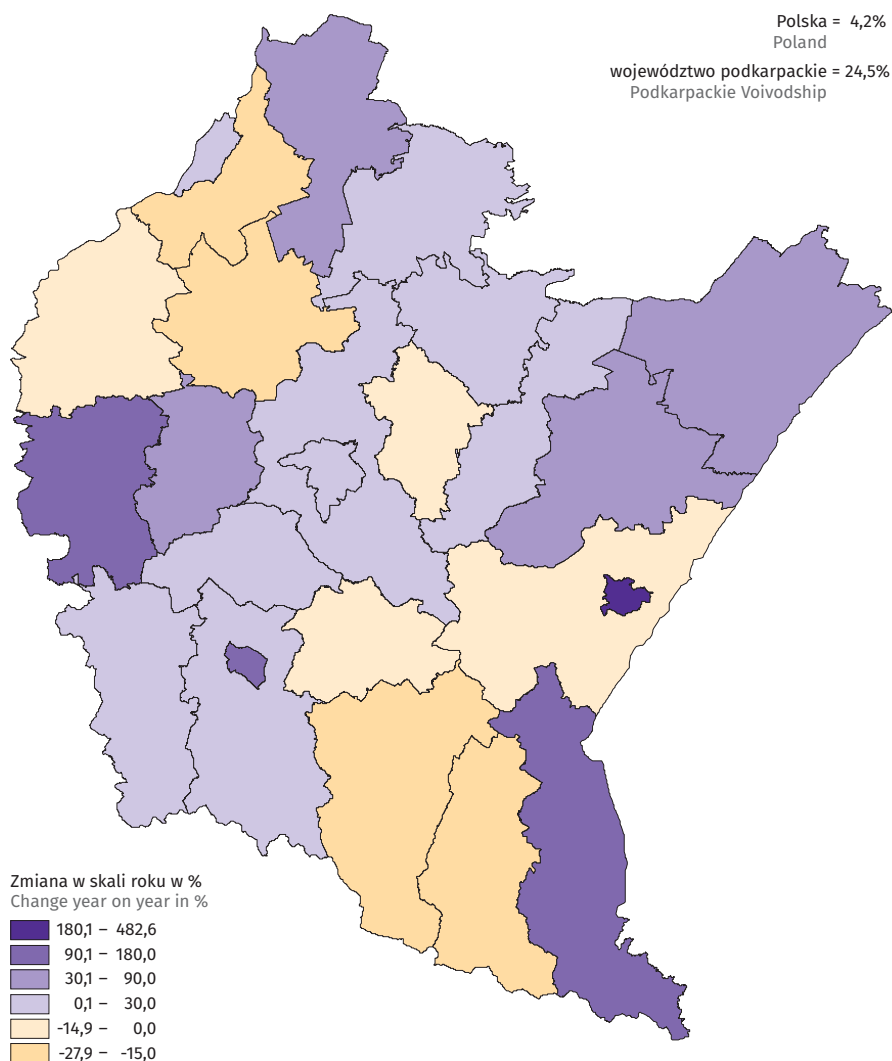 Polska = 4,2%
Poland
województwo podkarpackie = 24,5%
Podkarpackie Voivodship
Zmiana w skali roku w %
Change year on year in %
180,1 – 482,6
90,1 – 180,0
30,1 – 90,0
0,1 – 30,0
-14,9 – 0,0
-27,9 – -15,0